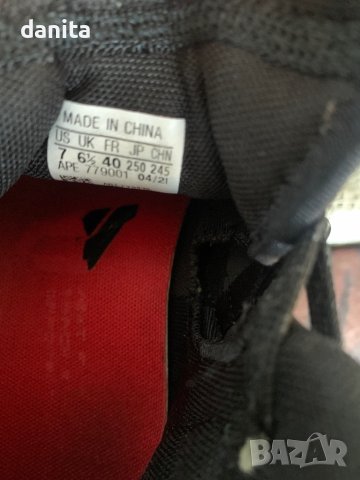 danita
MADE IN CHINA
US UK FR JP CHN
7 6½ 40 250 245
APE 779001 04/21
BAZAR